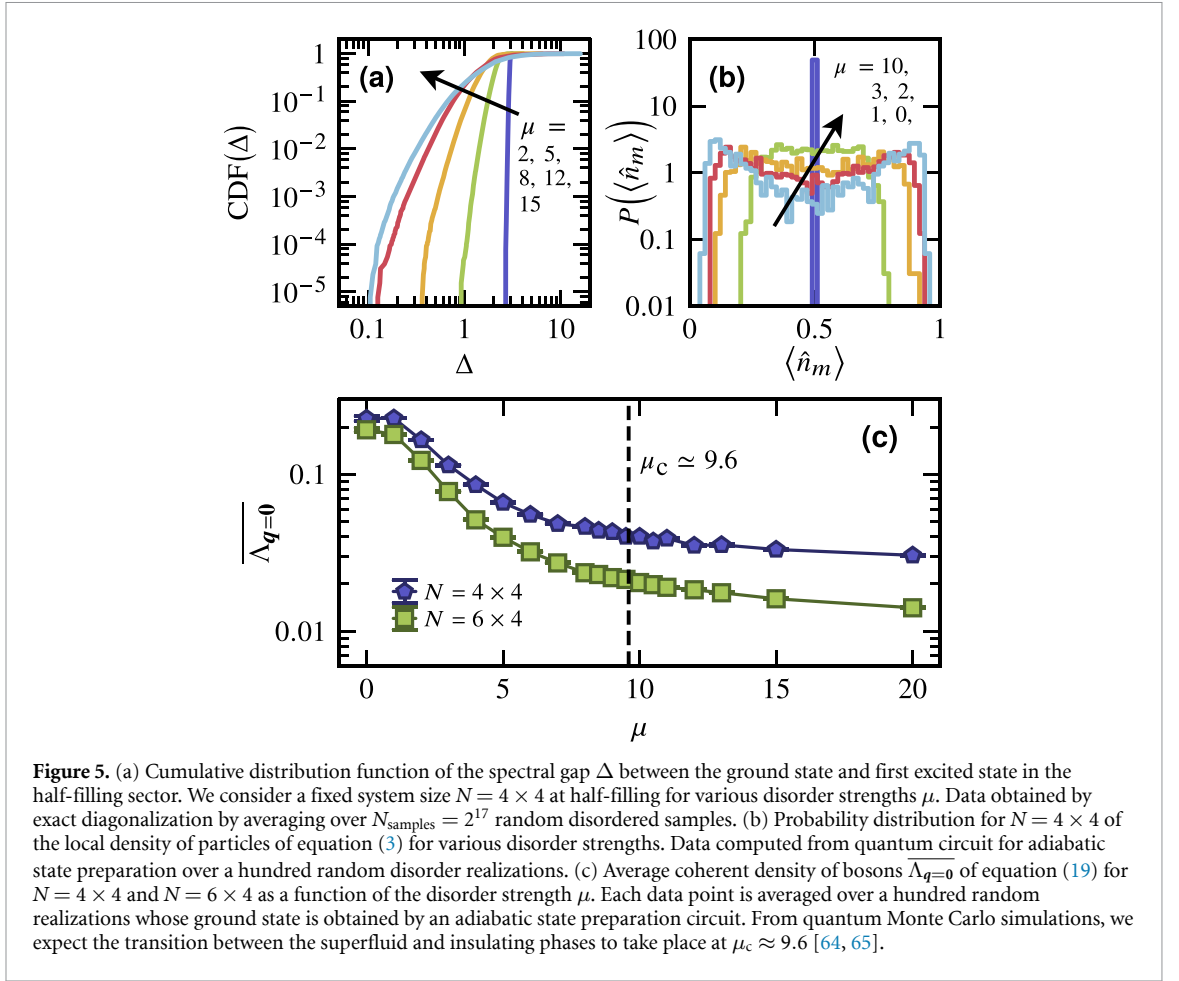 (a)
1
10⁻¹
10⁻²
10⁻³
10⁻⁴
10⁻⁵
CDF(Δ)
μ =
2, 5,
8, 12,
15
0.1 1 10
Δ
(b)
100
10
1
0.1
0.01
P(⟨n̂ₘ⟩)
μ = 10,
3, 2,
1, 0,
0 0.5 1
⟨n̂ₘ⟩
(c)
0.1
0.01
Λ̅_q=0
μc ≃ 9.6
N = 4 × 4
N = 6 × 4
0 5 10 15 20
μ
Figure 5. (a) Cumulative distribution function of the spectral gap Δ between the ground state and first excited state in the
half-filling sector. We consider a fixed system size N = 4 × 4 at half-filling for various disorder strengths μ. Data obtained by
exact diagonalization by averaging over Nsamples = 2¹⁷ random disordered samples. (b) Probability distribution for N = 4 × 4 of
the local density of particles of equation (3) for various disorder strengths. Data computed from quantum circuit for adiabatic
state preparation over a hundred random disorder realizations. (c) Average coherent density of bosons Λ̅_q=0 of equation (19) for
N = 4 × 4 and N = 6 × 4 as a function of the disorder strength μ. Each data point is averaged over a hundred random
realizations whose ground state is obtained by an adiabatic state preparation circuit. From quantum Monte Carlo simulations, we
expect the transition between the superfluid and insulating phases to take place at μc ≈ 9.6 [64, 65].